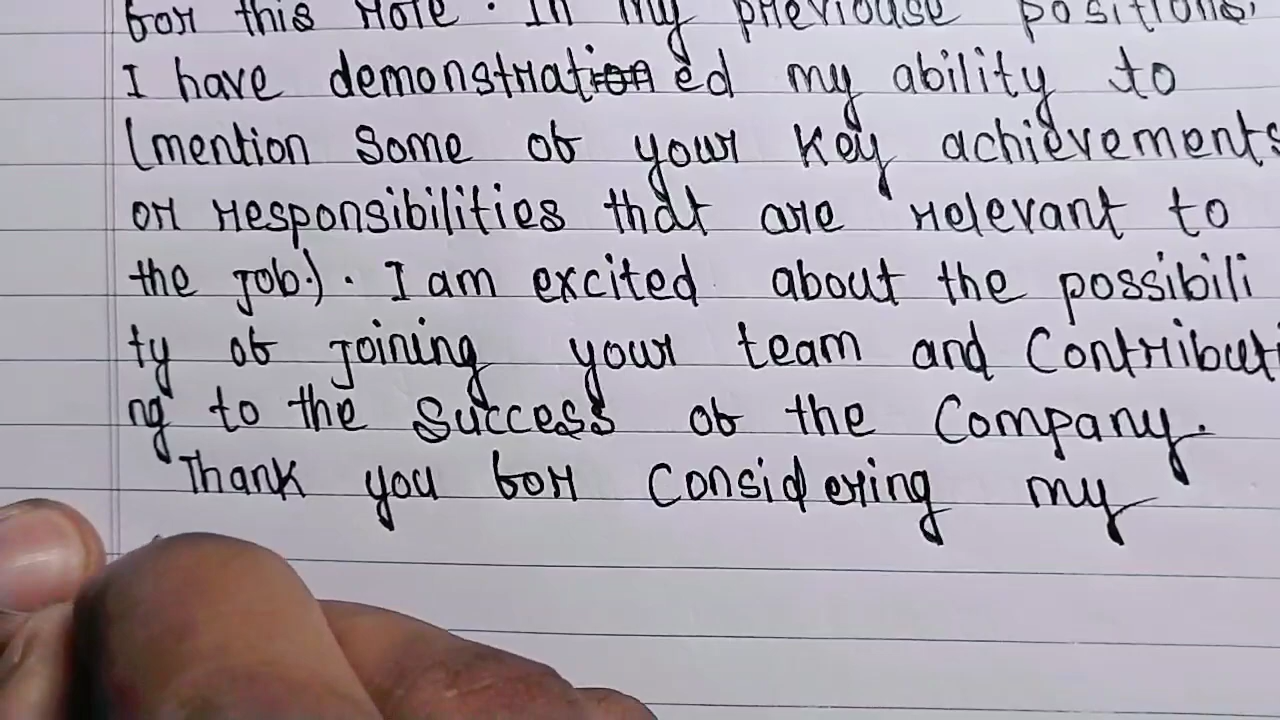 for this role. In my previouse positions,
I have demonstrationed my ability to
(mention some of your key achievements
or responsibilities that are relevant to
the job.). I am excited about the possibili
ty of joining your team and contributi
ng to the success of the company.
Thank you for considering my